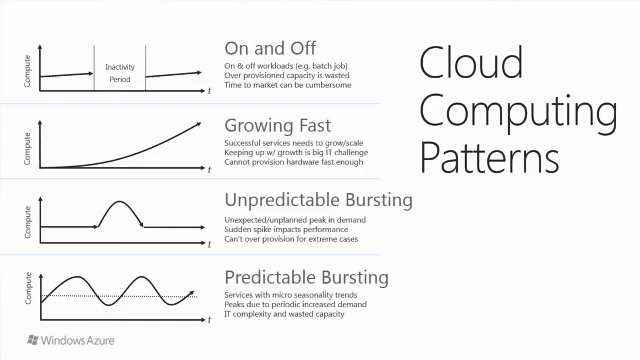 Cloud
Computing
Patterns
Compute
Inactivity
Period
t
On and Off
On & off workloads (e.g. batch job)
Over provisioned capacity is wasted
Time to market can be cumbersome
Compute
t
Growing Fast
Successful services needs to grow/scale
Keeping up w/ growth is big IT challenge
Cannot provision hardware fast enough
Compute
t
Unpredictable Bursting
Unexpected/unplanned peak in demand
Sudden spike impacts performance
Can't over provision for extreme cases
Compute
t
Predictable Bursting
Services with micro seasonality trends
Peaks due to periodic increased demand
IT complexity and wasted capacity
Windows Azure